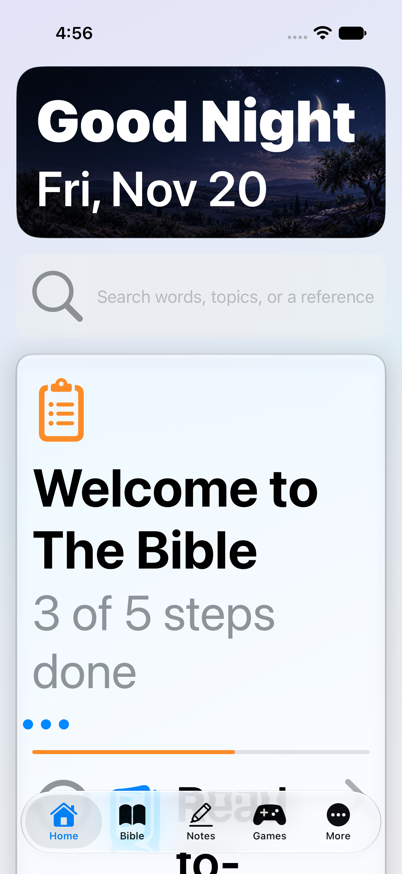 4:56
Good Night
Fri, Nov 20
Search words, topics, or a reference
Welcome to
The Bible
3 of 5 steps
done
Read
to-
Home
Bible
Notes
Games
More